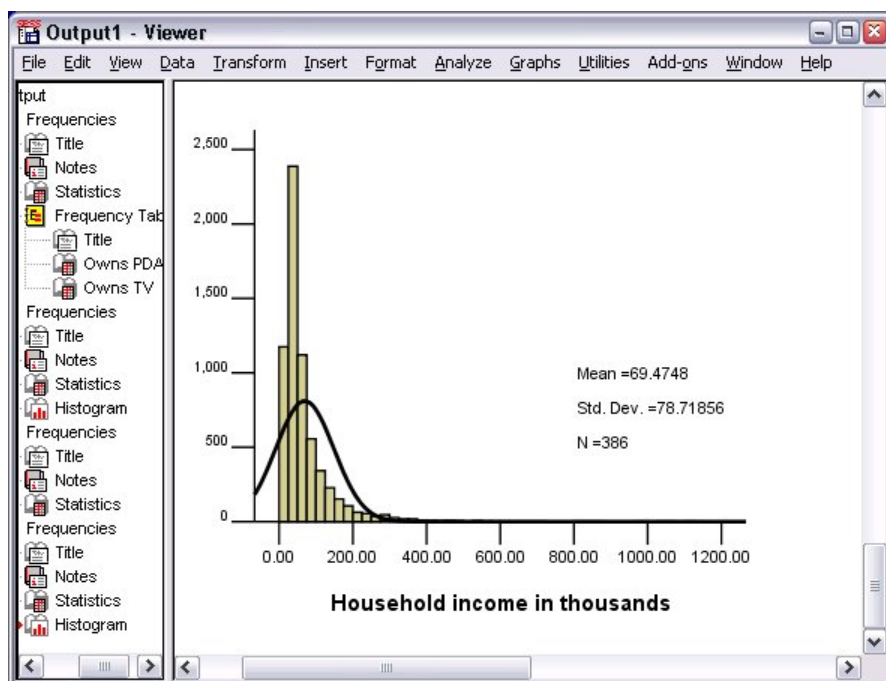 Output1 - Viewer
File Edit View Data Transform Insert Format Analyze Graphs Utilities Add-ons Window Help
tput
Frequencies
Title
Notes
Statistics
Frequency Tab
Title
Owns PDA
Owns TV
Frequencies
Title
Notes
Statistics
Histogram
Frequencies
Title
Notes
Statistics
Frequencies
Title
Notes
Statistics
Histogram
2,500
2,000
1,500
1,000
500
0
Mean =69.4748
Std. Dev. =78.71856
N =386
0.00 200.00 400.00 600.00 800.00 1000.00 1200.00
Household income in thousands